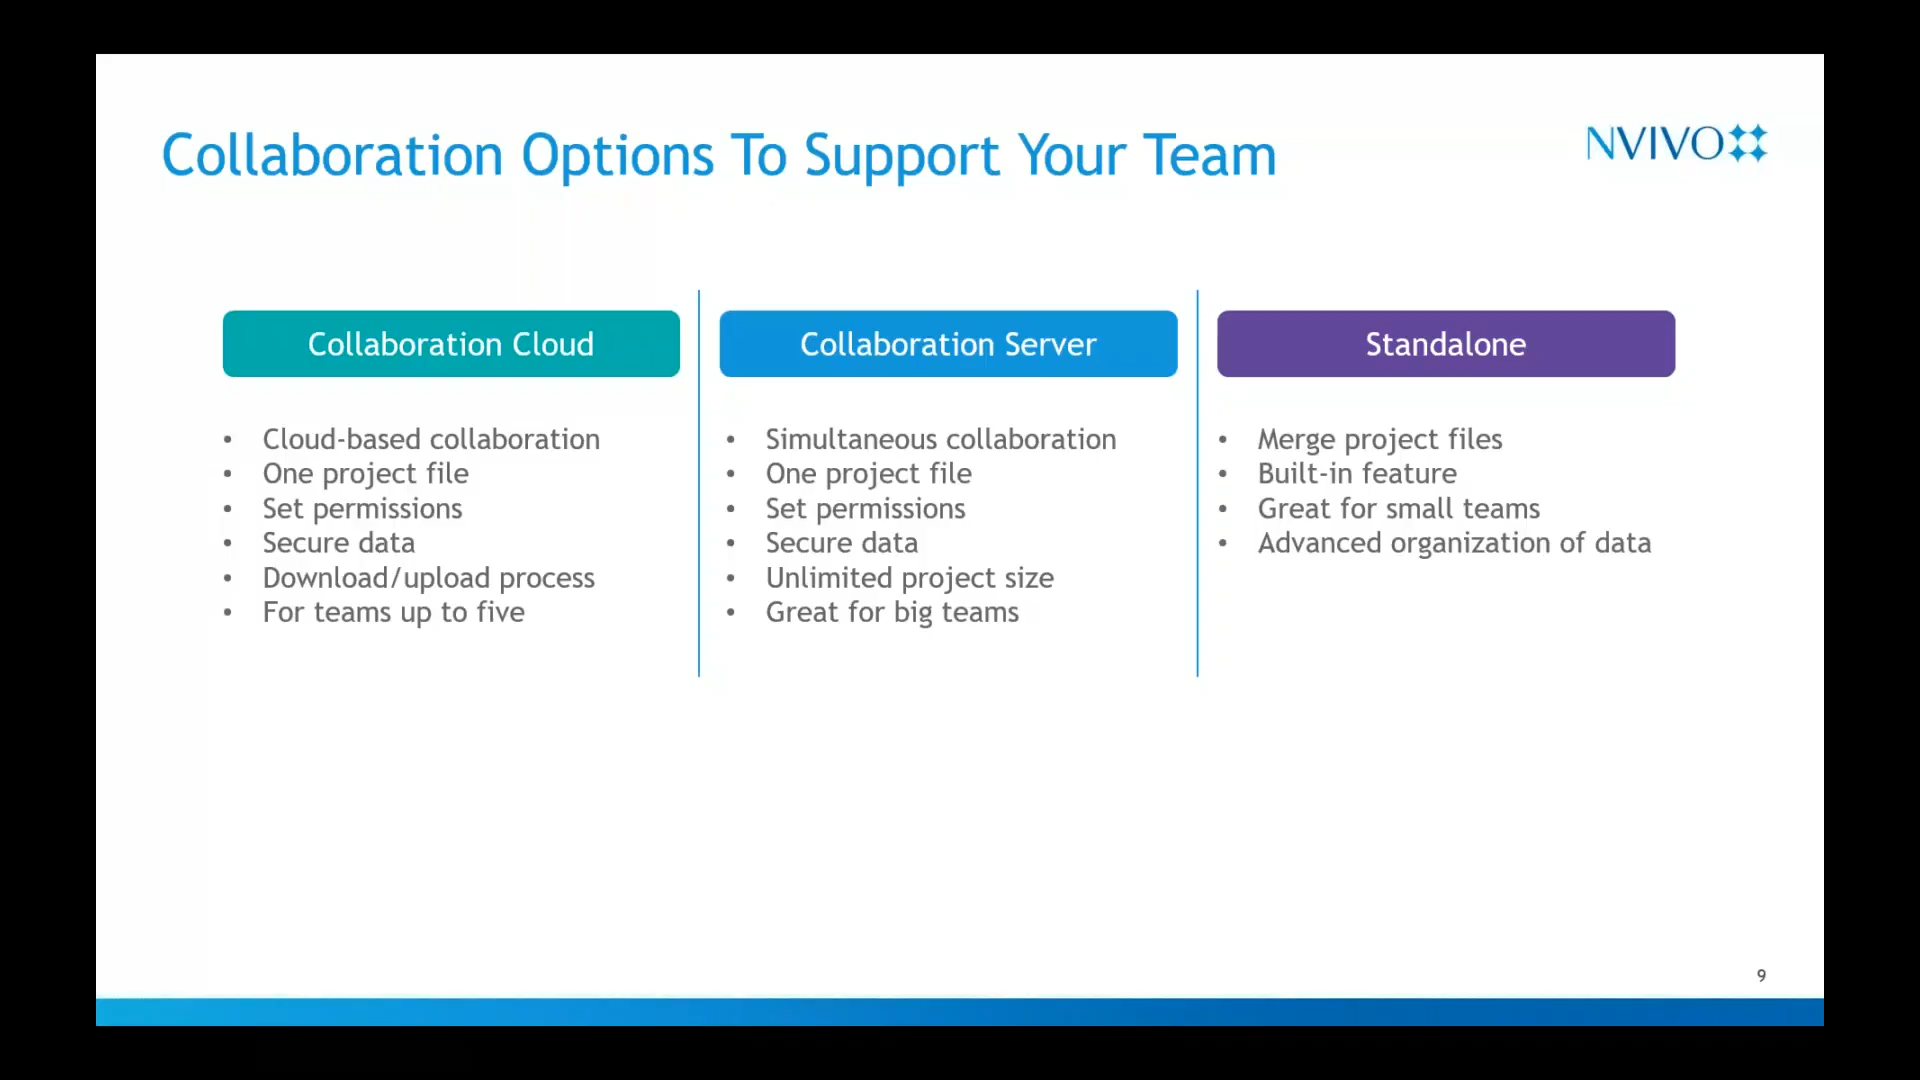 Collaboration Options To Support Your Team
NVIVO
Collaboration Cloud
• Cloud-based collaboration
• One project file
• Set permissions
• Secure data
• Download/upload process
• For teams up to five
Collaboration Server
• Simultaneous collaboration
• One project file
• Set permissions
• Secure data
• Unlimited project size
• Great for big teams
Standalone
• Merge project files
• Built-in feature
• Great for small teams
• Advanced organization of data
9